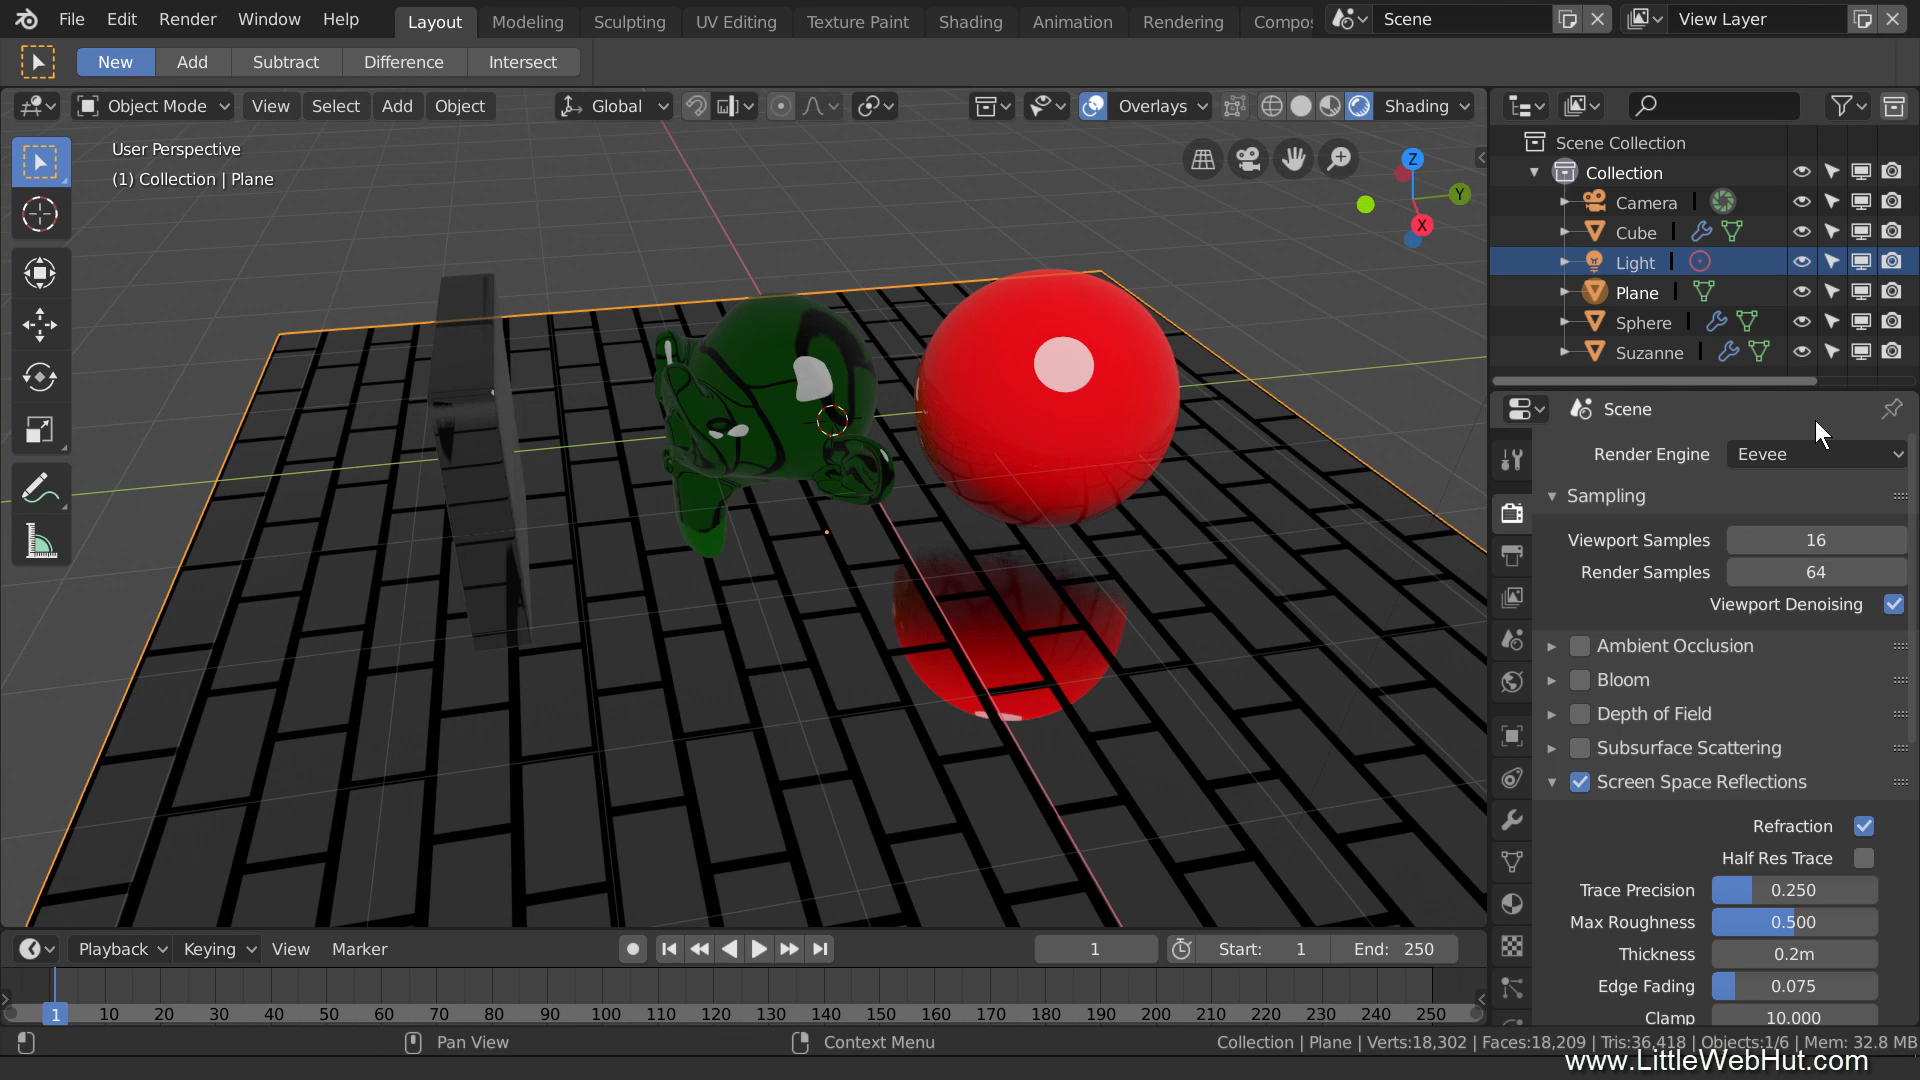 File Edit Render Window Help Layout Modeling Sculpting UV Editing Texture Paint Shading Animation Rendering Compos Scene View Layer
New Add Subtract Difference Intersect
Object Mode View Select Add Object Global Overlays Shading
User Perspective
(1) Collection | Plane
Z
Y
X
Scene Collection
Collection
Camera
Cube
Light
Plane
Sphere
Suzanne
Scene
Render Engine Eevee
Sampling
Viewport Samples 16
Render Samples 64
Viewport Denoising
Ambient Occlusion
Bloom
Depth of Field
Subsurface Scattering
Screen Space Reflections
Refraction
Half Res Trace
Trace Precision 0.250
Max Roughness 0.500
Thickness 0.2m
Edge Fading 0.075
Clamp 10.000
Playback Keying View Marker 1 Start: 1 End: 250
1 10 20 30 40 50 60 70 80 90 100 110 120 130 140 150 160 170 180 190 200 210 220 230 240 250
Pan View Context Menu Collection | Plane | Verts:18,302 | Faces:18,209 | Tris:36,418 | Objects:1/6 | Mem: 32.8 MB
www.LittleWebHut.com